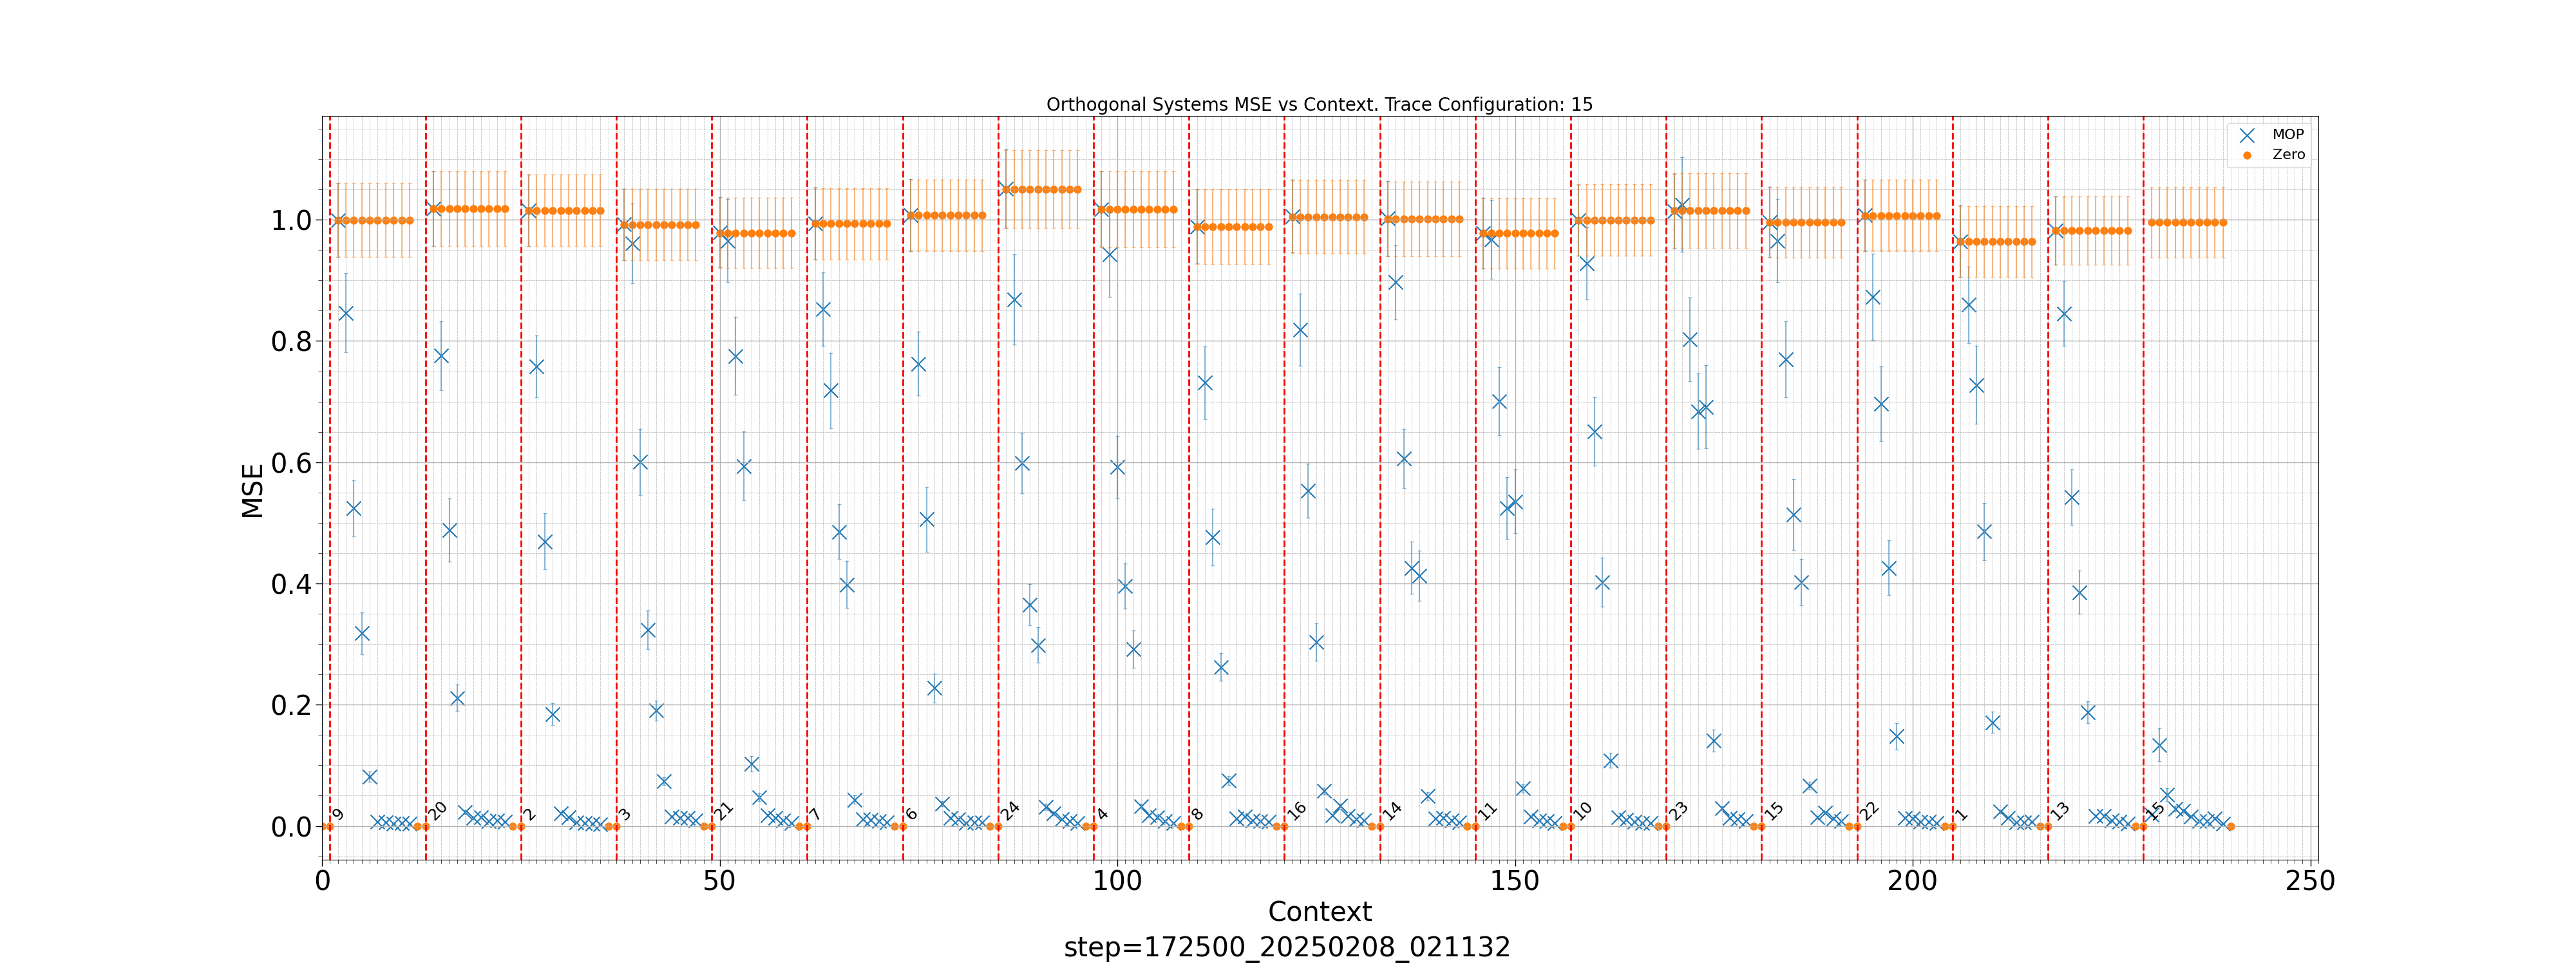 Orthogonal Systems MSE vs Context. Trace Configuration: 15
MOP
Zero
MSE
1.0
0.8
0.6
0.4
0.2
0.0
9 20 2 3 21 7 6 24 4 8 16 14 11 10 23 15 22 1 13 15
0 50 100 150 200 250
Context
step=172500_20250208_021132